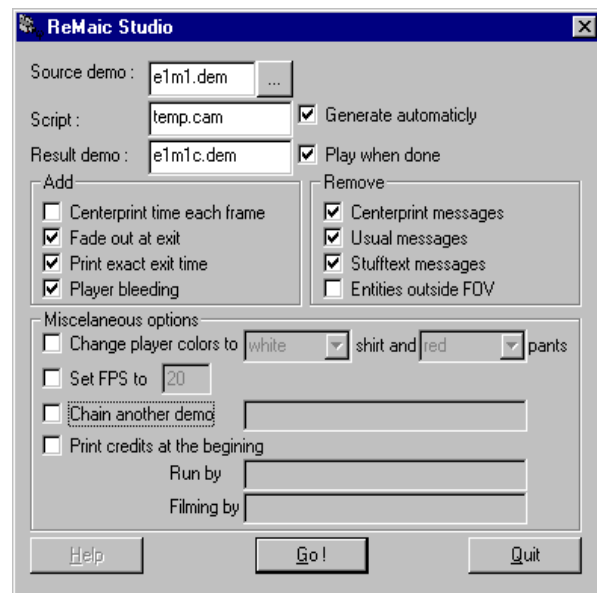 ReMaic Studio
Source demo : e1m1.dem ...
Script : temp.cam Generate automaticly
Result demo : e1m1c.dem Play when done
Add
Centerprint time each frame
Fade out at exit
Print exact exit time
Player bleeding
Remove
Centerprint messages
Usual messages
Stufftext messages
Entities outside FOV
Miscelaneous options
Change player colors to white shirt and red pants
Set FPS to 20
Chain another demo
Print credits at the begining
Run by
Filming by
Help Go ! Quit